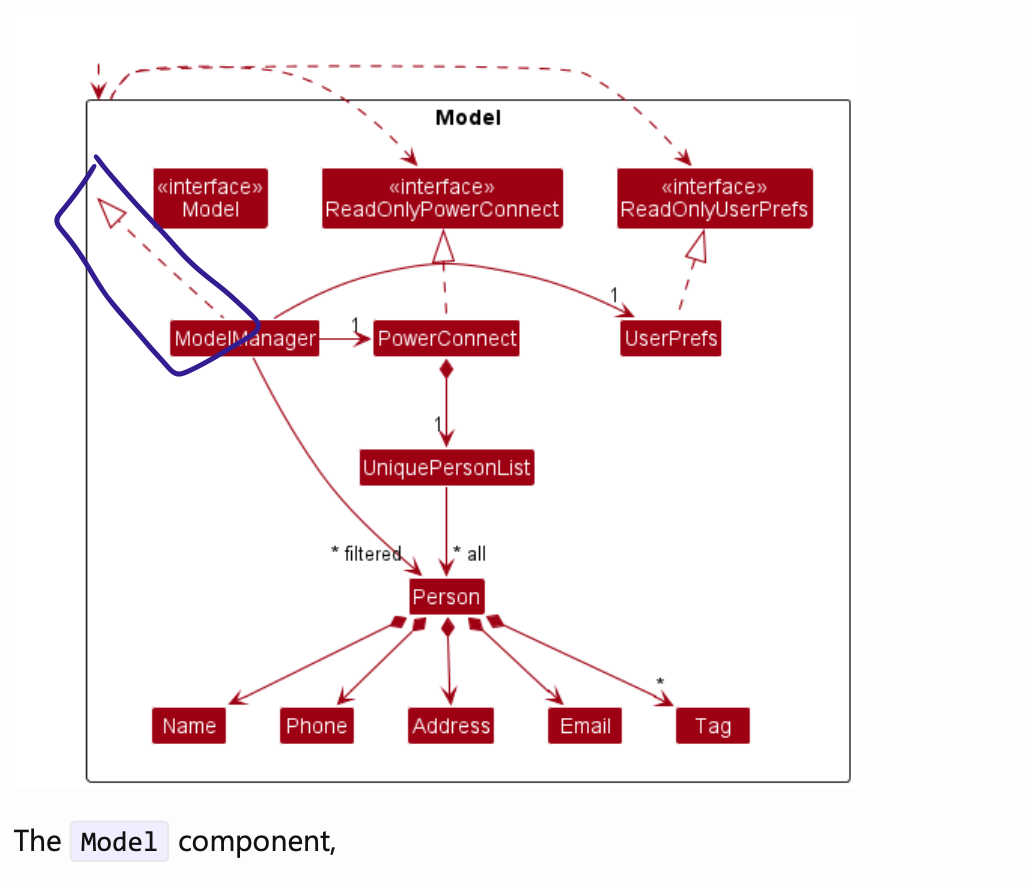 Model
«interface»
Model
«interface»
ReadOnlyPowerConnect
«interface»
ReadOnlyUserPrefs
1
ModelManager
1
PowerConnect
UserPrefs
1
UniquePersonList
* filtered
* all
Person
*
Name
Phone
Address
Email
Tag
The Model component,